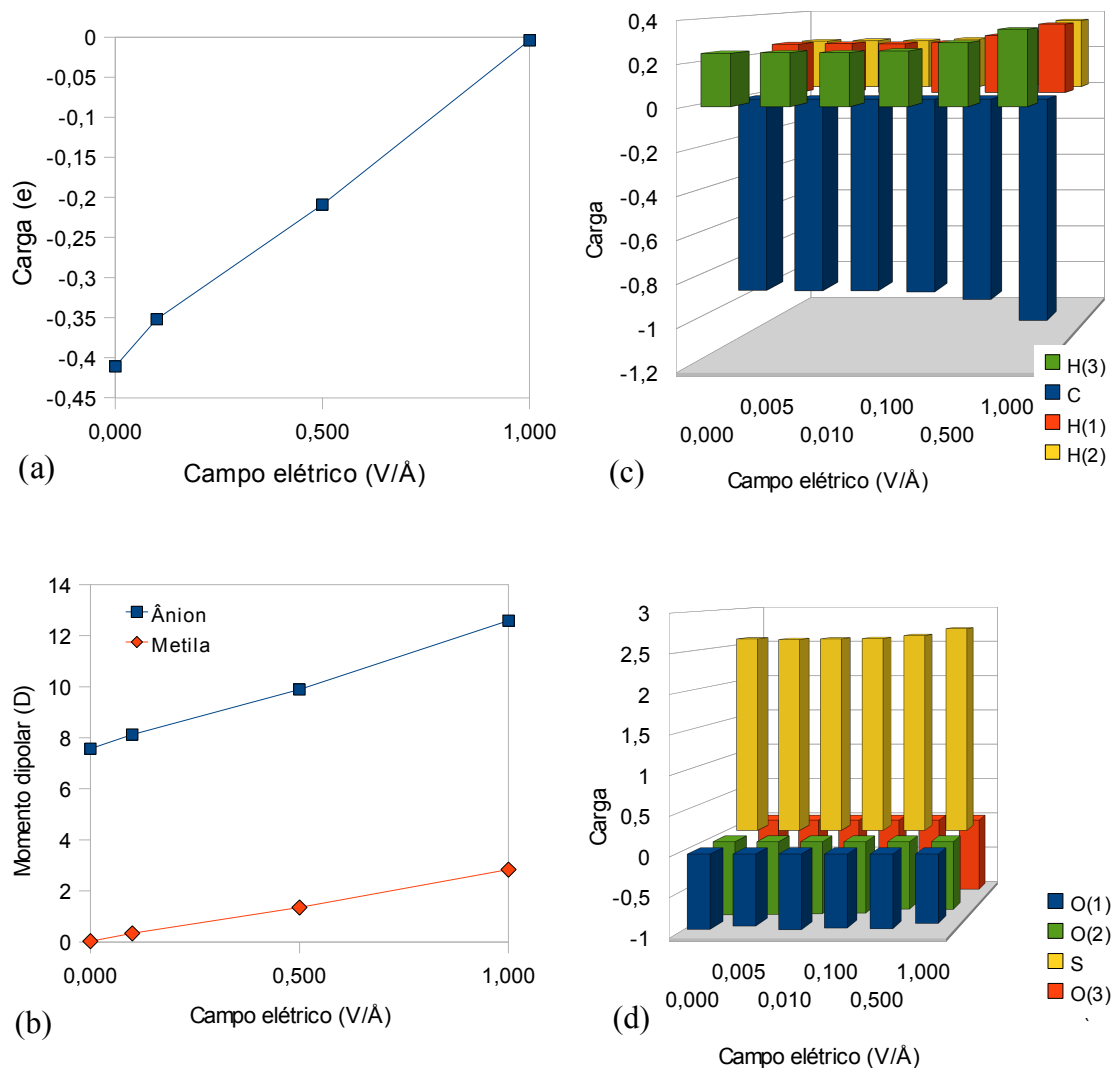 0
-0,05
-0,1
-0,15
-0,2
-0,25
-0,3
-0,35
-0,4
-0,45
Carga (e)
0,000 0,500 1,000
Campo elétrico (V/Å)
(a)
0,4
0,2
0
-0,2
-0,4
-0,6
-0,8
-1
-1,2
Carga
0,005 0,100 1,000
0,000 0,010 0,500
Campo elétrico (V/Å)
H(3)
C
H(1)
H(2)
(c)
14
12
10
8
6
4
2
0
Momento dipolar (D)
Ânion
Metila
0,000 0,500 1,000
Campo elétrico (V/Å)
(b)
3
2,5
2
1,5
1
0,5
0
-0,5
-1
Carga
0,005 0,100 1,000
0,000 0,010 0,500
Campo elétrico (V/Å)
O(1)
O(2)
S
O(3)
(d)